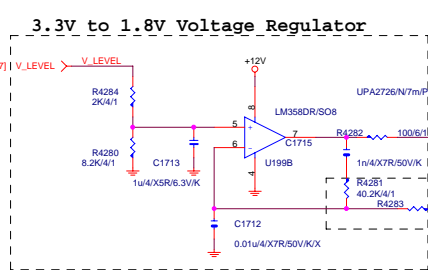 3.3V to 1.8V Voltage Regulator
7] V_LEVEL V_LEVEL
+12V
R4284
2K/4/1
UPA2726/N/7m/P
8
LM358DR/SO8
5 + 7 R4282 100/6/1
C1715
6 -
R4280
8.2K/4/1
C1713
U199B
4
1n/4/X7R/50V/K
1u/4/X5R/6.3V/K
R4281
40.2K/4/1
R4283
C1712
0.01u/4/X7R/50V/K/X